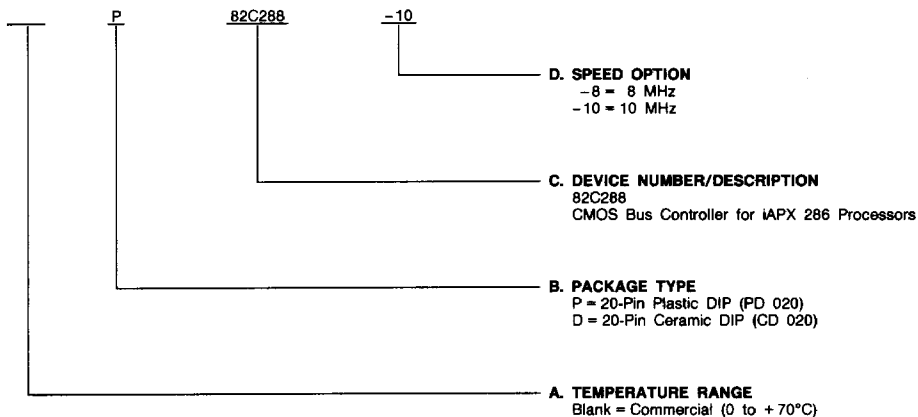 P 82C288 -10
D. SPEED OPTION
-8 = 8 MHz
-10 = 10 MHz
C. DEVICE NUMBER/DESCRIPTION
82C288
CMOS Bus Controller for iAPX 286 Processors
B. PACKAGE TYPE
P = 20-Pin Plastic DIP (PD 020)
D = 20-Pin Ceramic DIP (CD 020)
A. TEMPERATURE RANGE
Blank = Commercial (0 to +70°C)